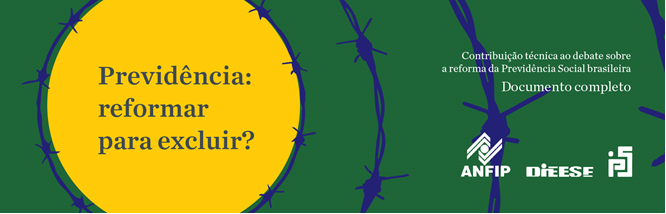 Previdência:
reformar
para excluir?
Contribuição técnica ao debate sobre
a reforma da Previdência Social brasileira
Documento completo
ANFIP
DIEESE